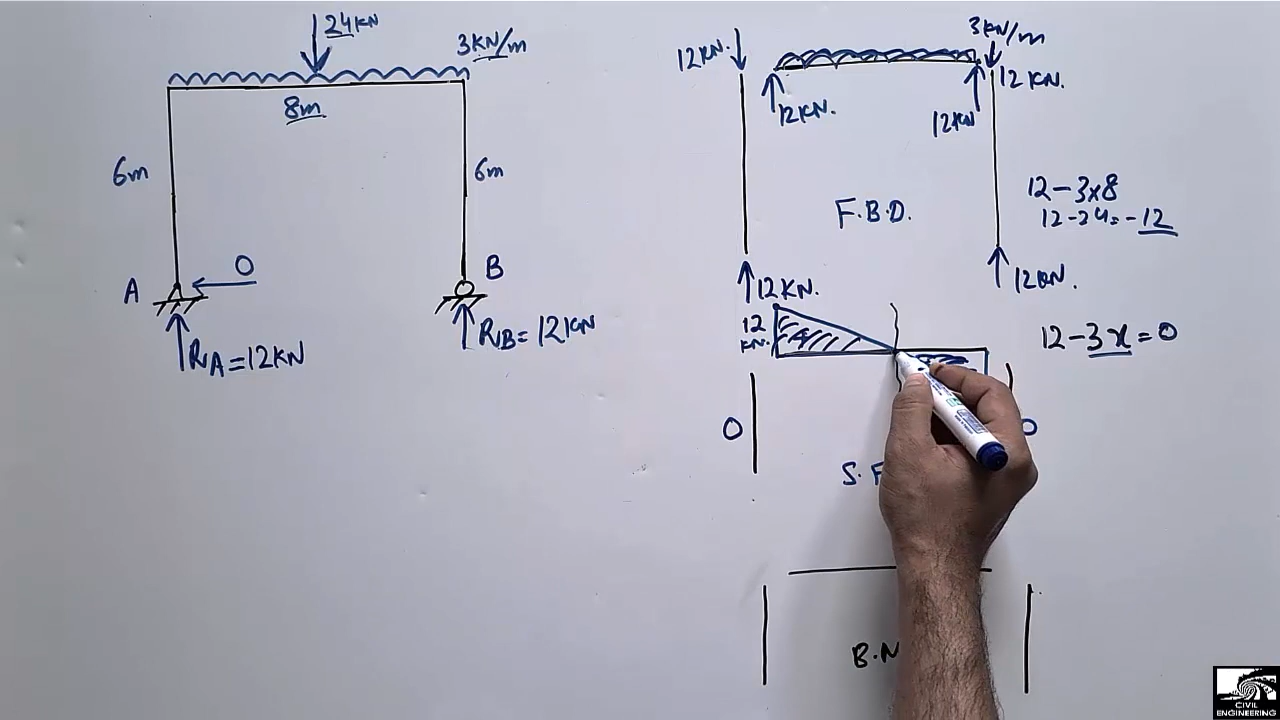 24KN
3KN/m
8m
6m
6m
0
A
B
RA=12KN
RB=12KN
12KN.
3KN/m
12KN.
12KN.
12KN
F.B.D.
12-3x8
12-24=-12
12KN.
12KN.
12
KN.
12-3x=0
0
0
S.F
B.
CIVIL
ENGINEERING